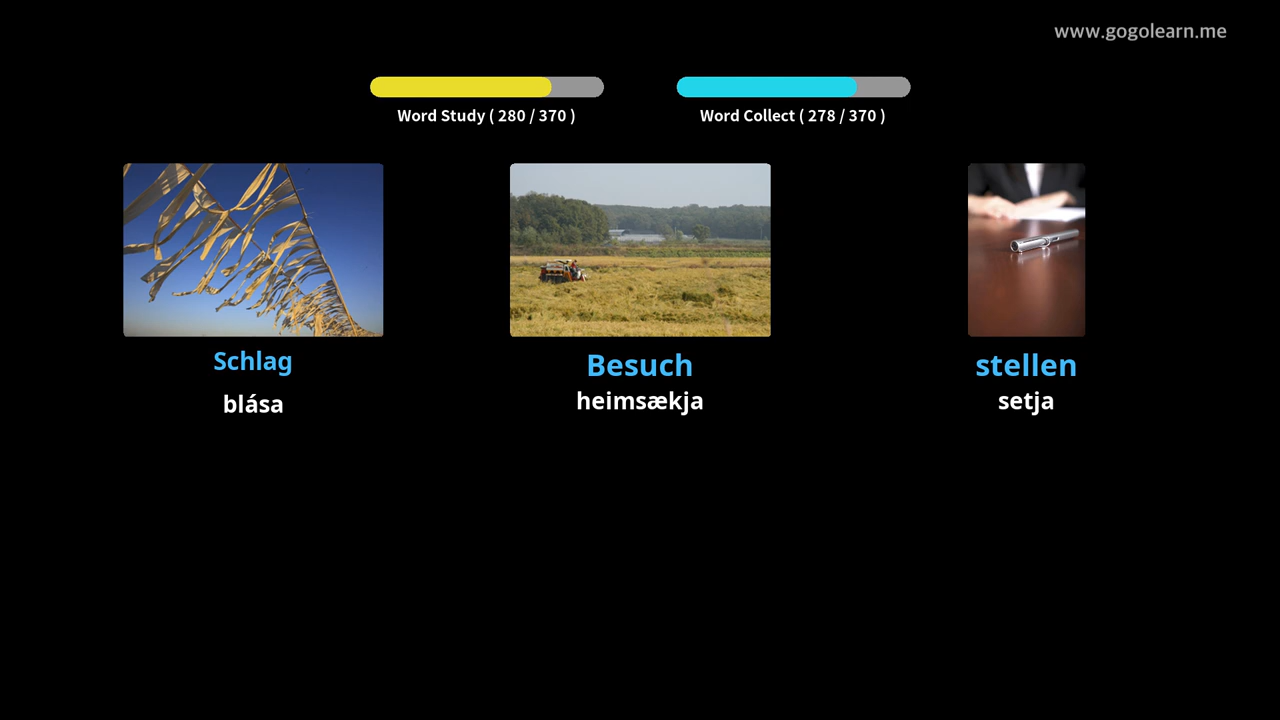 www.gogolearn.me
Word Study ( 280 / 370 )
Word Collect ( 278 / 370 )
Schlag
blása
Besuch
heimsækja
stellen
setja